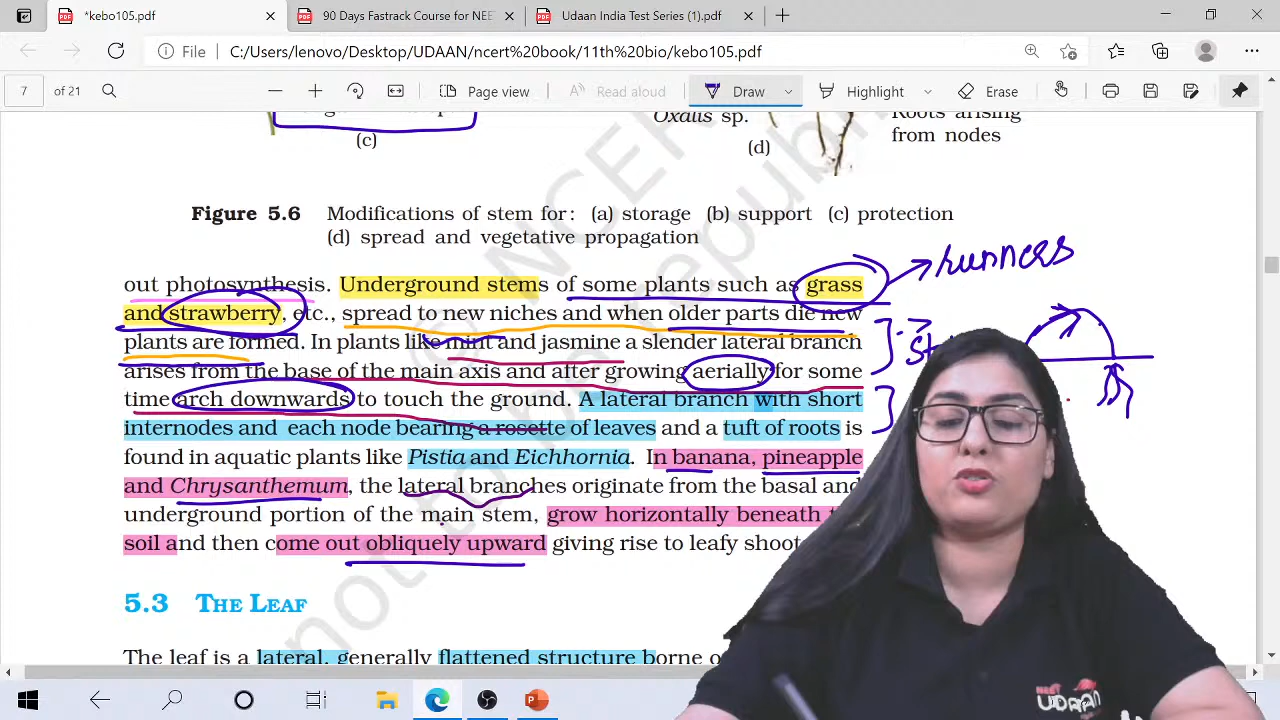 *kebo105.pdf
90 Days Fastrack Course for NEE
Udaan India Test Series (1).pdf
File
C:/Users/lenovo/Desktop/UDAAN/ncert%20book/11th%20bio/kebo105.pdf
7 of 21
Page view
Read aloud
Draw
Highlight
Erase
Oxalis sp.
Roots arising
from nodes
(c)
(d)
Figure 5.6 Modifications of stem for: (a) storage (b) support (c) protection
(d) spread and vegetative propagation
runners
out photosynthesis. Underground stems of some plants such as grass
and strawberry, etc., spread to new niches and when older parts die new
plants are formed. In plants like mint and jasmine a slender lateral branch
arises from the base of the main axis and after growing aerially for some
time arch downwards to touch the ground. A lateral branch with short
internodes and each node bearing a rosette of leaves and a tuft of roots is
found in aquatic plants like Pistia and Eichhornia. In banana, pineapple
and Chrysanthemum, the lateral branches originate from the basal and
underground portion of the main stem, grow horizontally beneath
soil and then come out obliquely upward giving rise to leafy shoo
5.3 THE LEAF
The leaf is a lateral, generally flattened structure borne o
NEET
UDAAN